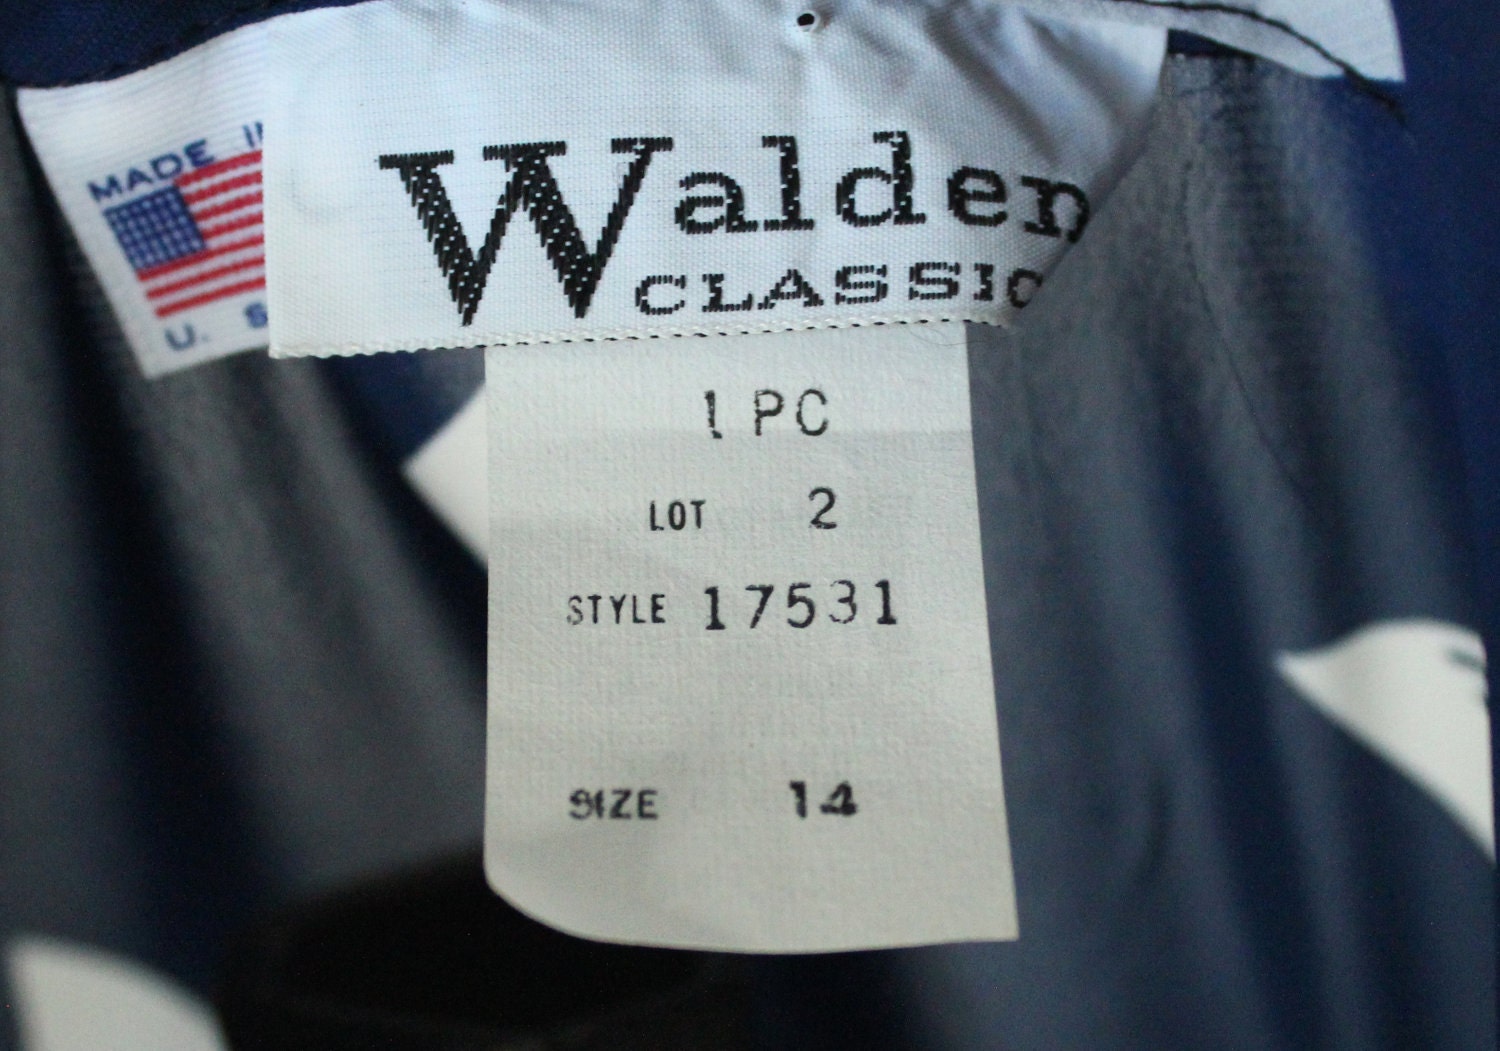 MADE I
U. S
Walden
CLASSIC
1 PC
LOT 2
STYLE 17531
SIZE 14